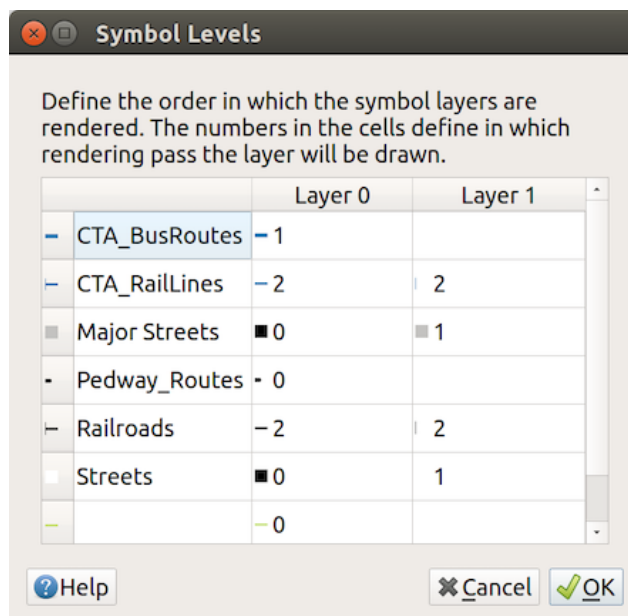 Symbol Levels
Define the order in which the symbol layers are
rendered. The numbers in the cells define in which
rendering pass the layer will be drawn.
Layer 0 Layer 1
CTA_BusRoutes 1
CTA_RailLines 2 2
Major Streets 0 1
Pedway_Routes 0
Railroads 2 2
Streets 0 1
0
Help Cancel OK